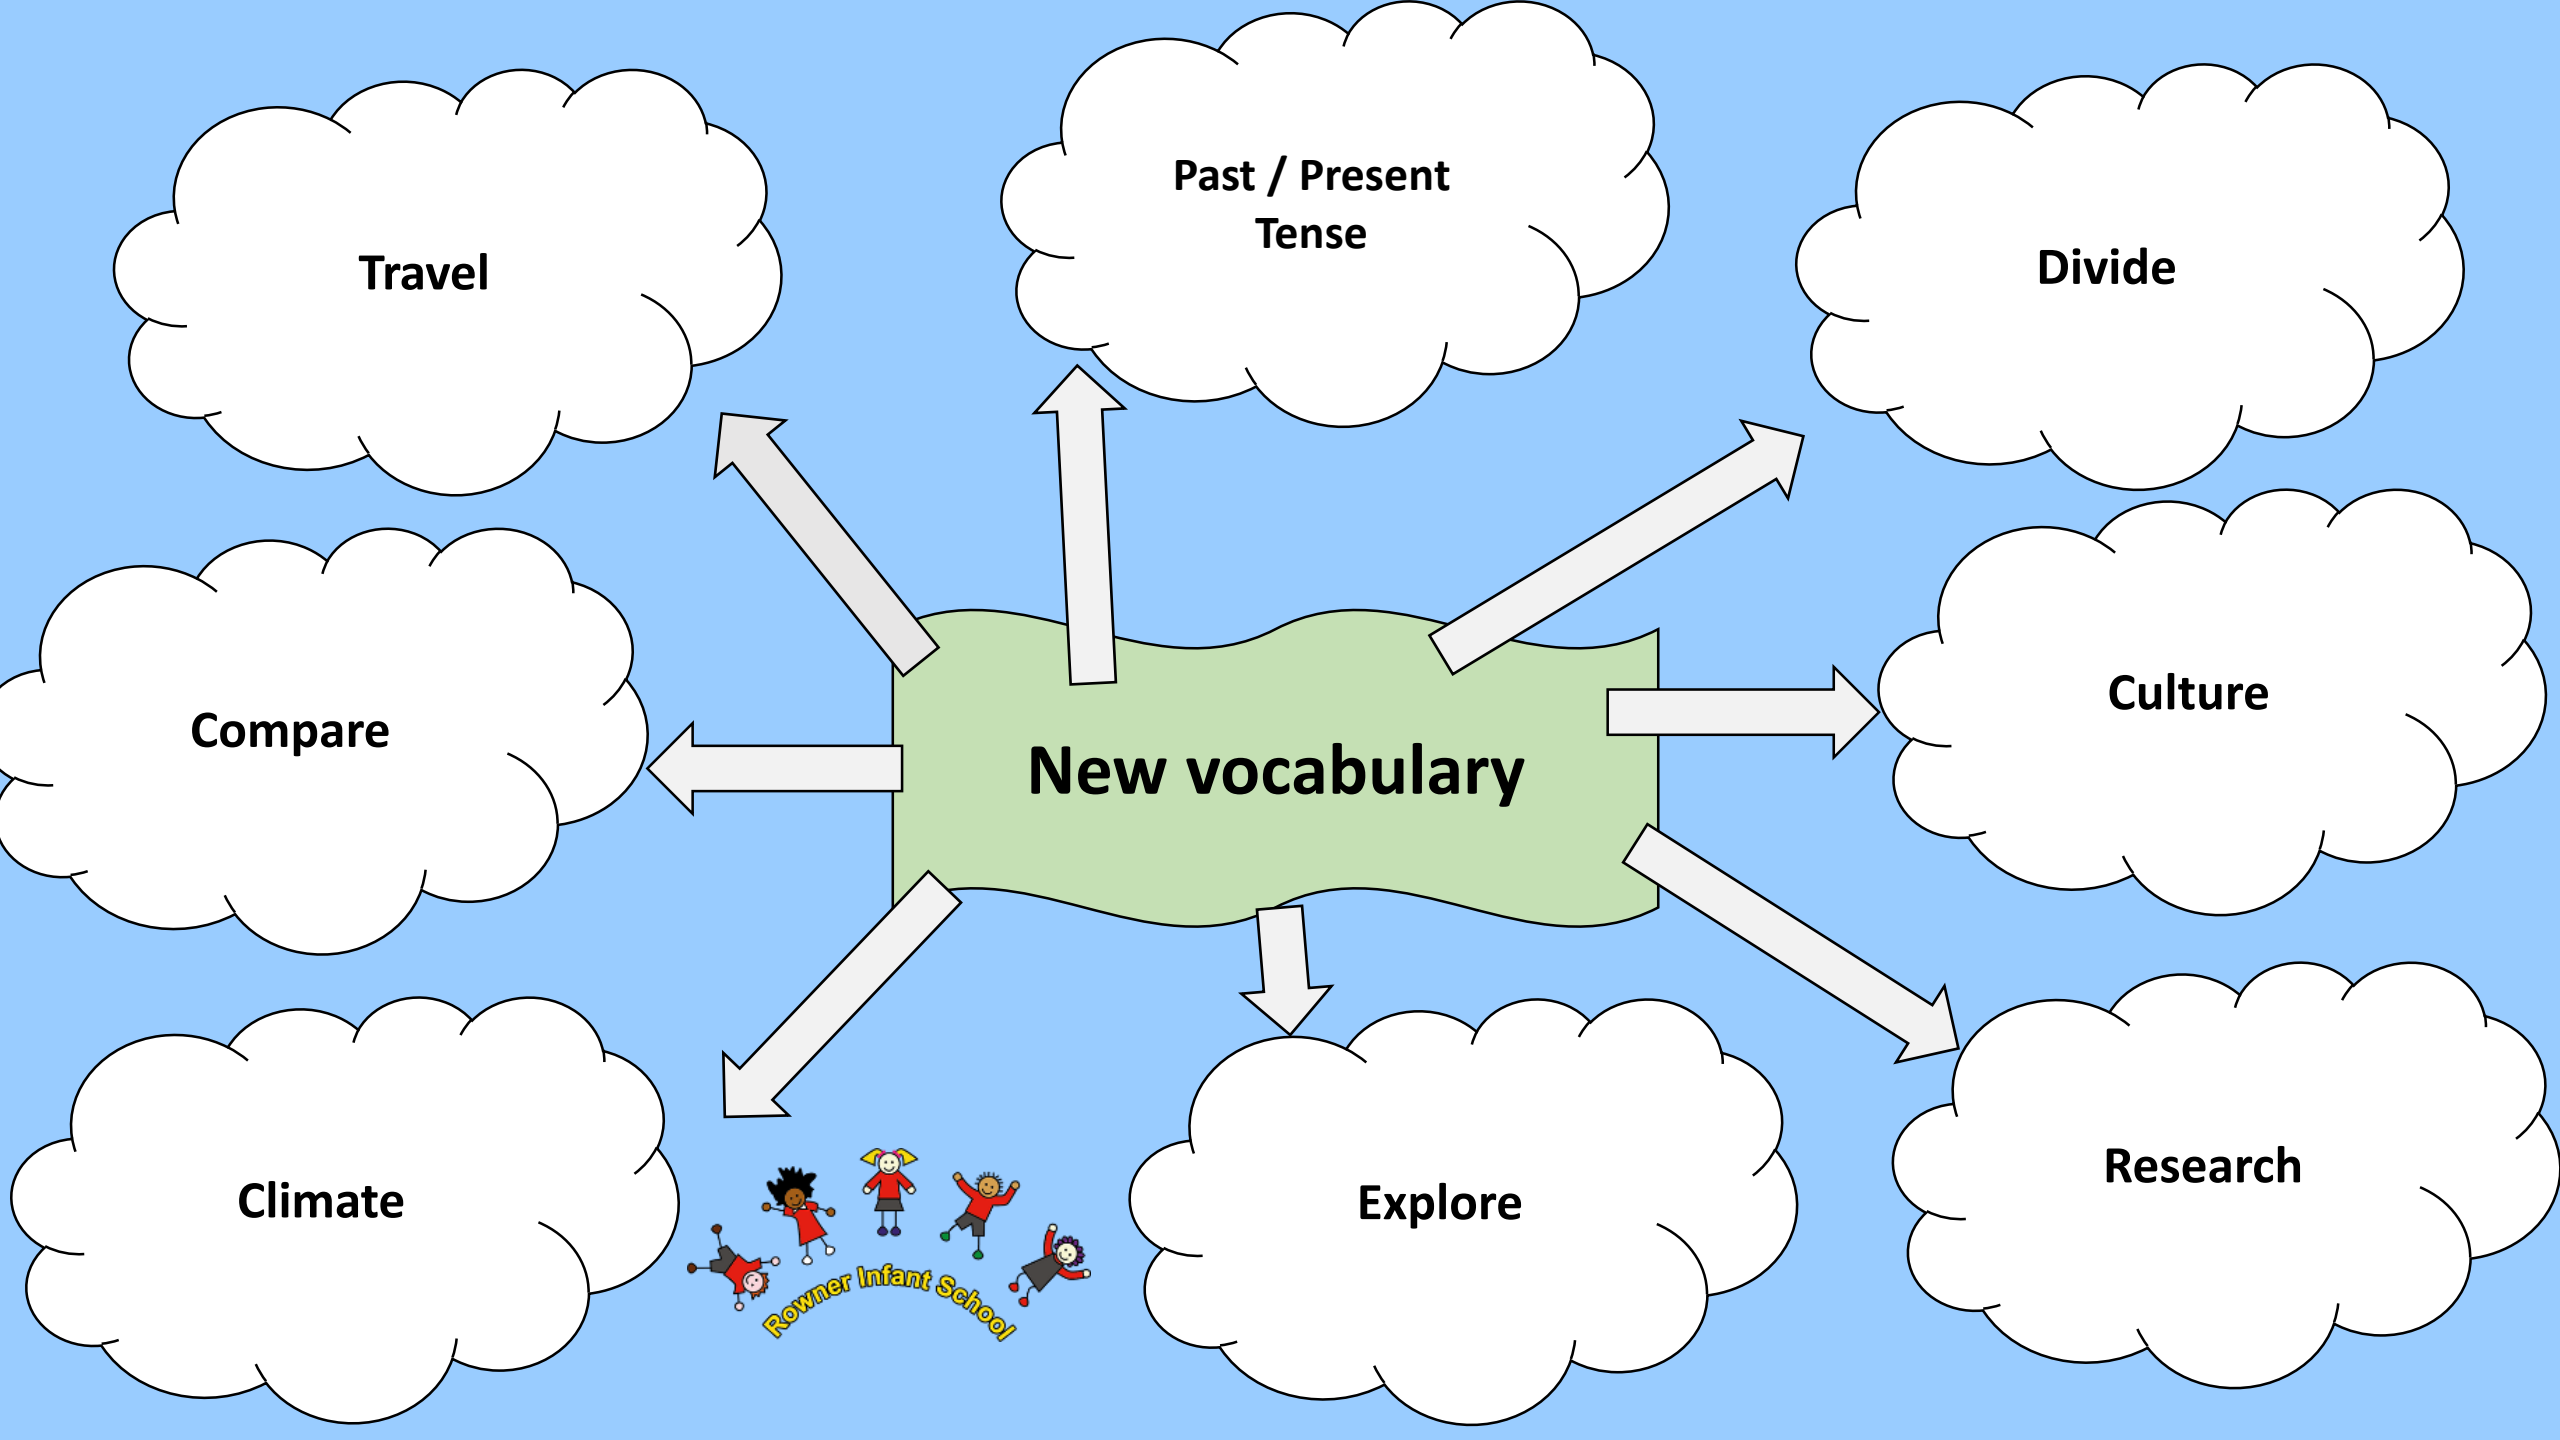 Past / Present
Tense
Travel
Divide
Culture
Compare
New vocabulary
Research
Climate
Explore
Rowner Infant School